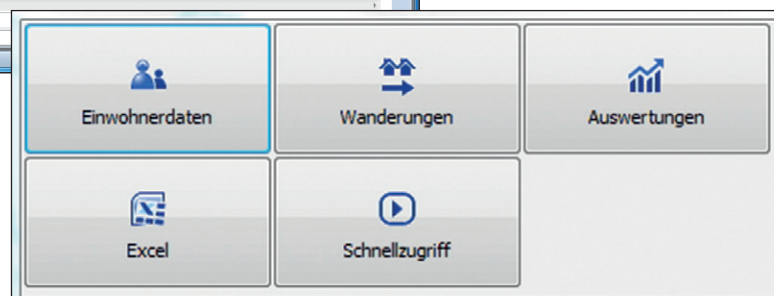 Einwohnerdaten
Wanderungen
Auswertungen
Excel
Schnellzugriff